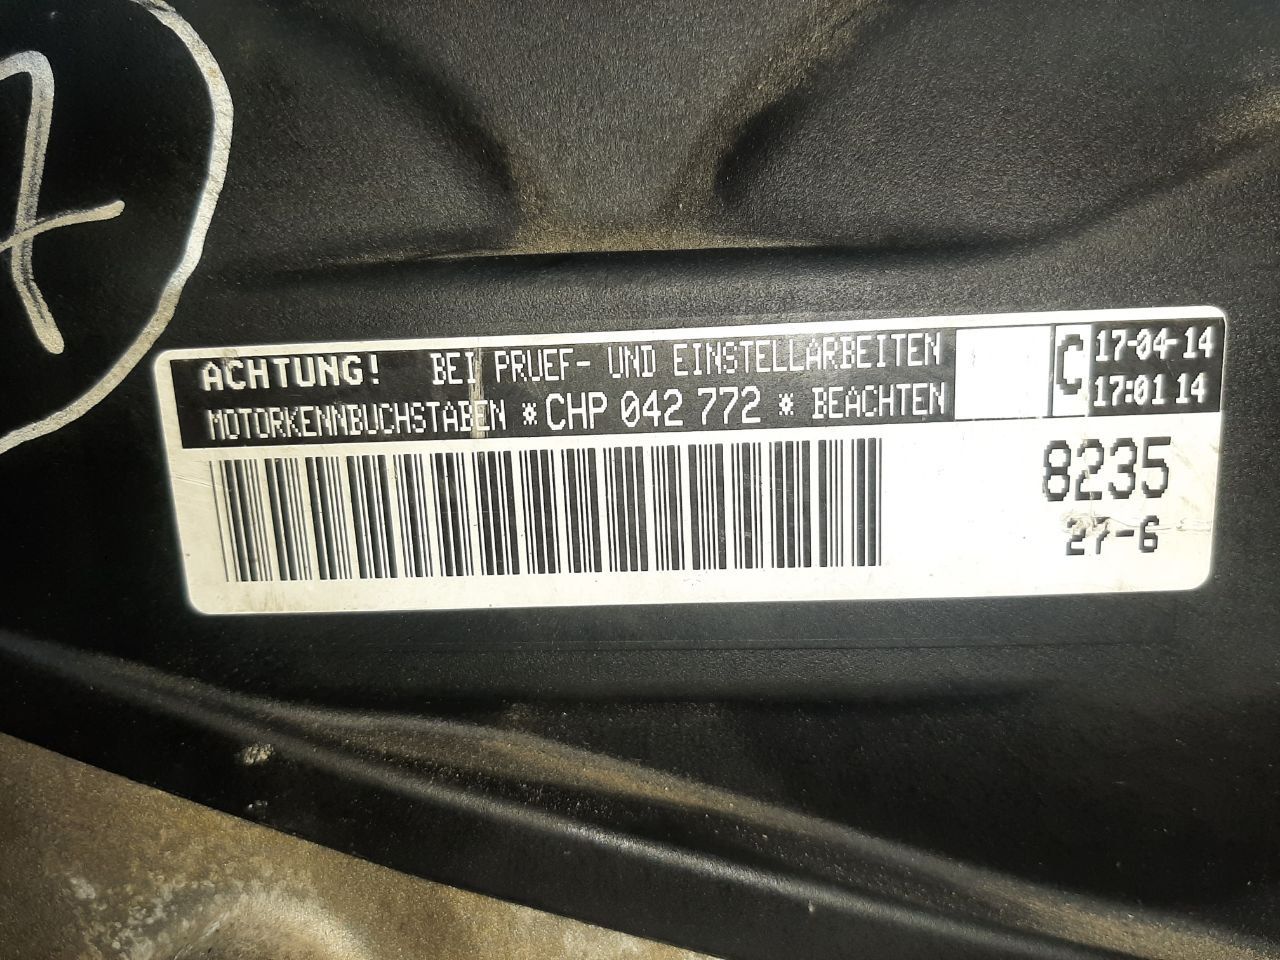 7
ACHTUNG! BEI PRUEF- UND EINSTELLARBEITEN
MOTORKENNBUCHSTABEN *CHP 042 772 * BEACHTEN
C
17-04-14
17:01 14
8235
27-6